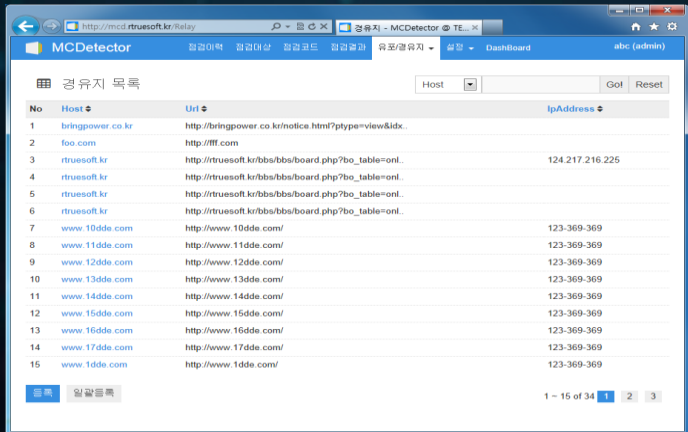 http://mcd.rtruesoft.kr/Relay
경유지 - MCDetector @ TE...
MCDetector 점검이력 점검대상 점검코드 점검결과 유포/경유지 설정 DashBoard abc (admin)
경유지 목록 Host Go! Reset
No Host Url IpAddress
1 bringpower.co.kr http://bringpower.co.kr/notice.html?ptype=view&idx..
2 foo.com http://fff.com
3 rtruesoft.kr http://rtruesoft.kr/bbs/bbs/board.php?bo_table=onl.. 124.217.216.225
4 rtruesoft.kr http://rtruesoft.kr/bbs/bbs/board.php?bo_table=onl..
5 rtruesoft.kr http://rtruesoft.kr/bbs/bbs/board.php?bo_table=onl..
6 rtruesoft.kr http://rtruesoft.kr/bbs/bbs/board.php?bo_table=onl..
7 www.10dde.com http://www.10dde.com/ 123-369-369
8 www.11dde.com http://www.11dde.com/ 123-369-369
9 www.12dde.com http://www.12dde.com/ 123-369-369
10 www.13dde.com http://www.13dde.com/ 123-369-369
11 www.14dde.com http://www.14dde.com/ 123-369-369
12 www.15dde.com http://www.15dde.com/ 123-369-369
13 www.16dde.com http://www.16dde.com/ 123-369-369
14 www.17dde.com http://www.17dde.com/ 123-369-369
15 www.1dde.com http://www.1dde.com/ 123-369-369
등록 일괄등록 1 ~ 15 of 34 1 2 3